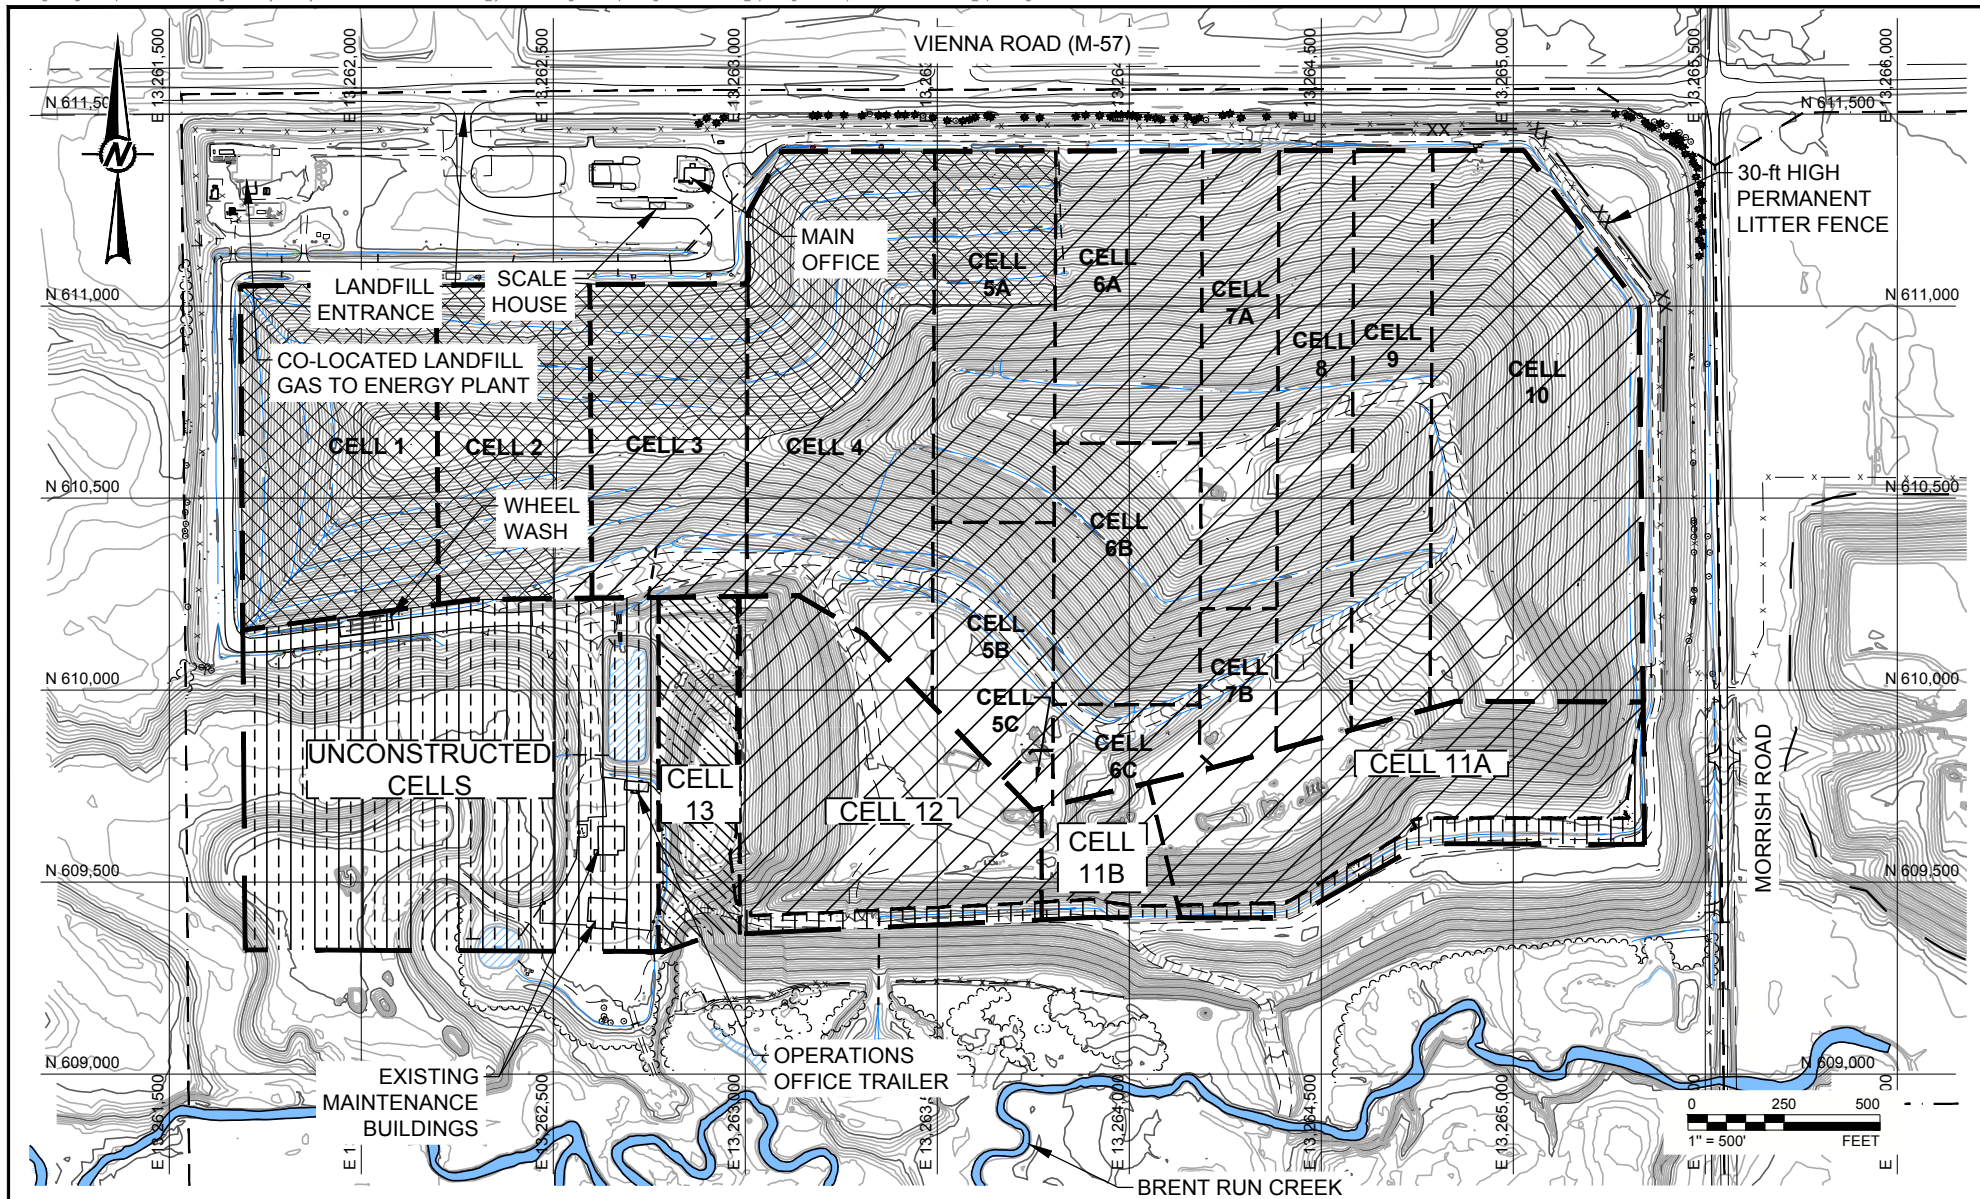 VIENNA ROAD (M-57)
E 13,261,500
E 13,262,000
E 13,262,500
E 13,263,000
E 13,264,500
E 13,265,000
E 13,265,500
E 13,266,000
N 611,500
N
30-ft HIGH
PERMANENT
LITTER FENCE
MAIN
OFFICE
LANDFILL
ENTRANCE
SCALE
HOUSE
CELL
5A
CELL
6A
CELL
7A
CELL
8
CELL
9
CELL
10
N 611,000
N 611,000
CO-LOCATED LANDFILL
GAS TO ENERGY PLANT
CELL 1
CELL 2
CELL 3
CELL 4
N 610,500
N 610,500
WHEEL
WASH
CELL
6B
CELL
5B
CELL
7B
CELL
5C
CELL
6C
N 610,000
N 610,000
UNCONSTRUCTED
CELLS
CELL
13
CELL 12
CELL 11A
CELL
11B
MORRISH ROAD
N 609,500
N 609,500
OPERATIONS
OFFICE TRAILER
EXISTING
MAINTENANCE
BUILDINGS
N 609,000
N 609,000
E 13,261,500
E 13,262,500
E 13,263,000
E 13,264,000
E 13,264,500
E 13,265,000
0 250 500
1" = 500' FEET
BRENT RUN CREEK